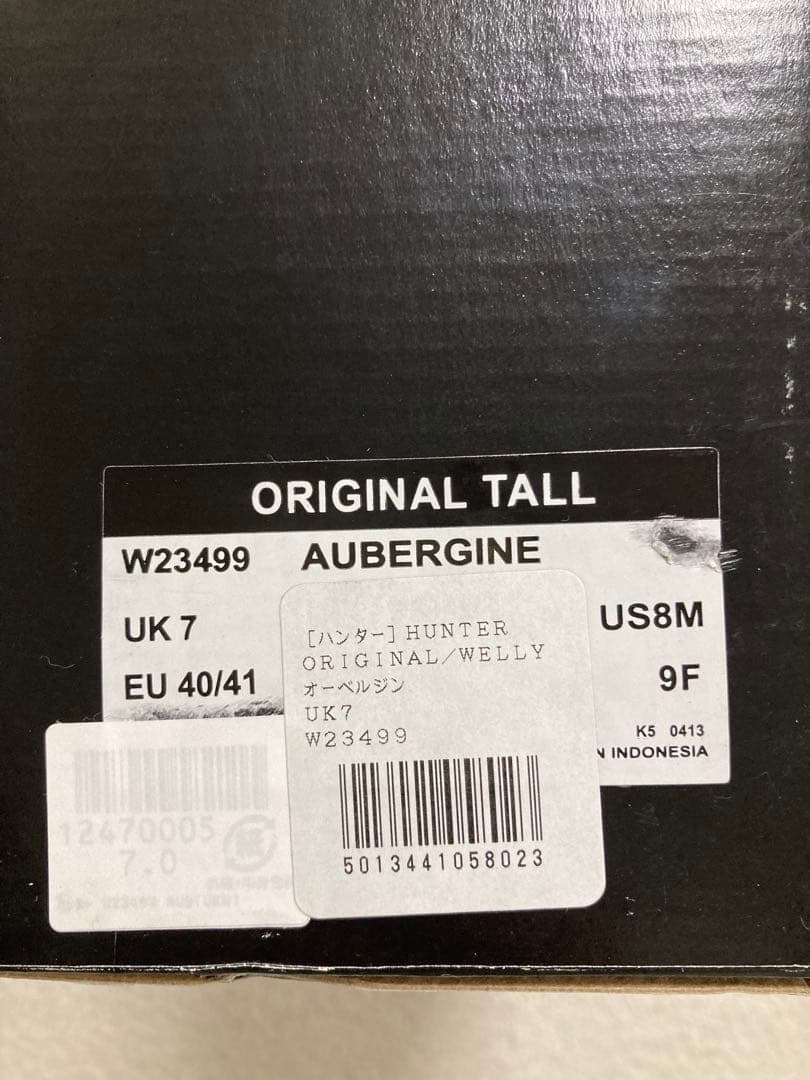 ORIGINAL TALL
W23499 AUBERGINE
UK 7 US8M
EU 40/41 9F
K5 0413
N INDONESIA
[ハンター]HUNTER
ORIGINAL/WELLY
オーベルジン
UK7
W23499
5013441058023
12470005
7.0